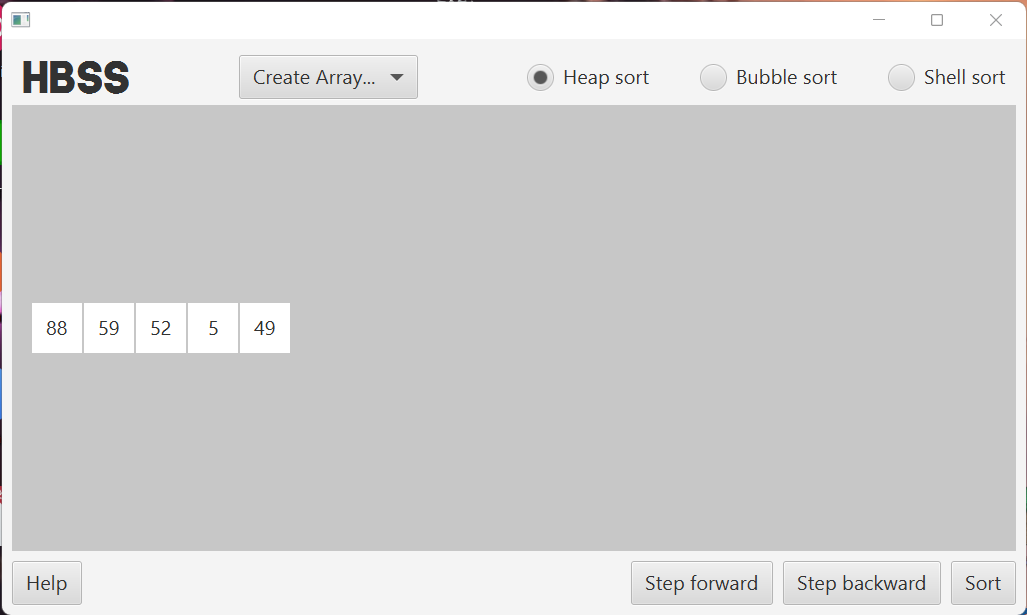 HBSS
Create Array...
Heap sort
Bubble sort
Shell sort
88 59 52 5 49
Help
Step forward
Step backward
Sort